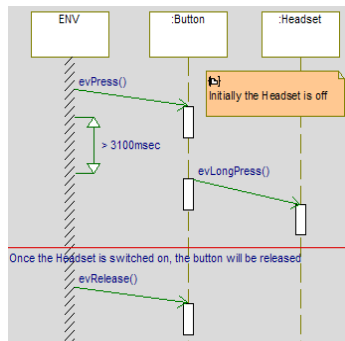 ENV
:Button
:Headset
evPress()
Initially the Headset is off
> 3100msec
evLongPress()
Once the Headset is switched on, the button will be released
evRelease()